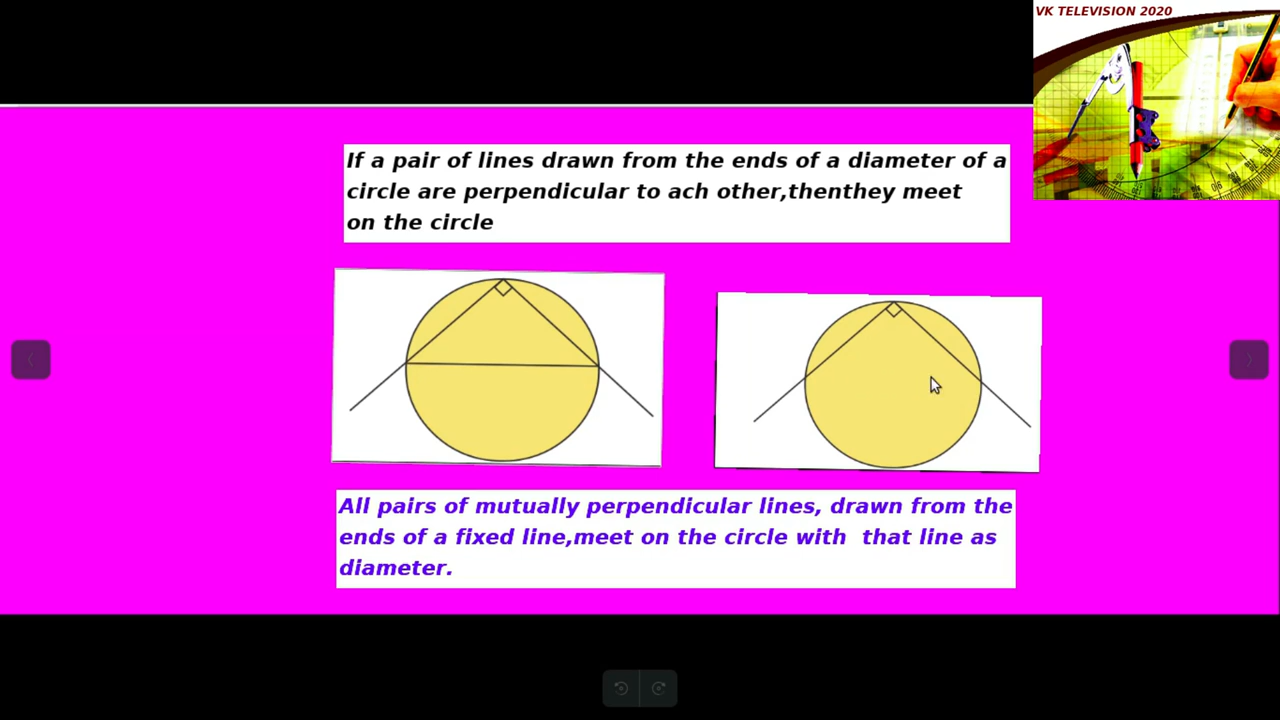 VK TELEVISION 2020
If a pair of lines drawn from the ends of a diameter of a
circle are perpendicular to ach other,thenthey meet
on the circle
All pairs of mutually perpendicular lines, drawn from the
ends of a fixed line,meet on the circle with  that line as
diameter.